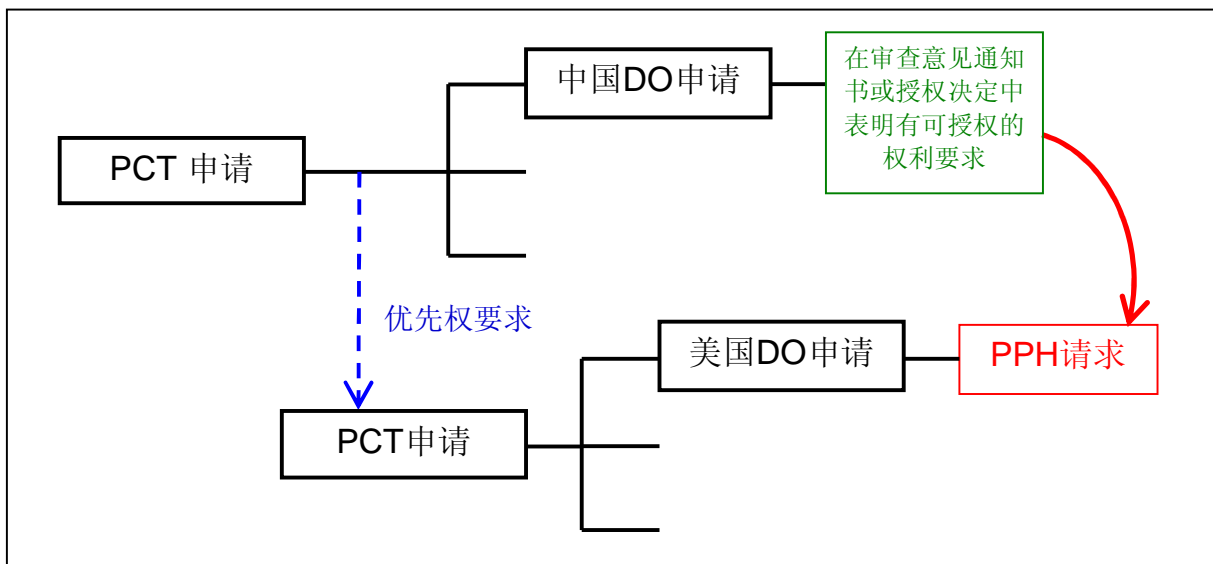 中国DO申请
在审查意见通知
书或授权决定中
表明有可授权的
权利要求
PCT 申请
优先权要求
美国DO申请
PPH请求
PCT申请